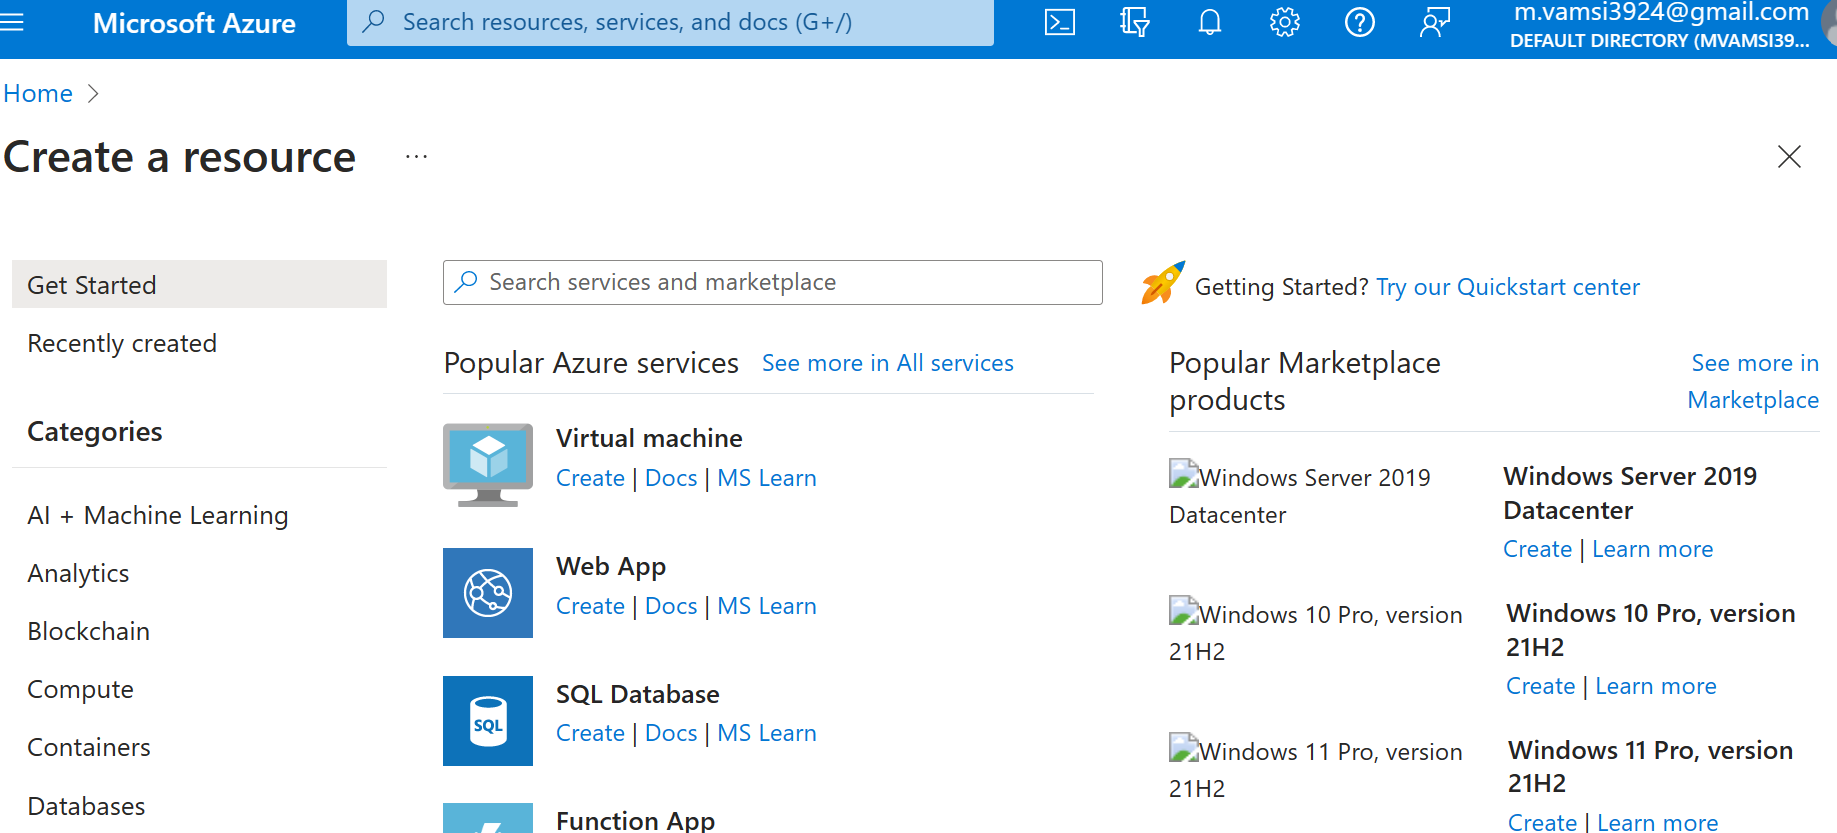 Microsoft Azure
Search resources, services, and docs (G+/)
m.vamsi3924@gmail.com
DEFAULT DIRECTORY (MVAMSI39...
Home
Create a resource
...
Get Started
Recently created
Categories
AI + Machine Learning
Analytics
Blockchain
Compute
Containers
Databases
Search services and marketplace
Popular Azure services See more in All services
Virtual machine
Create | Docs | MS Learn
Web App
Create | Docs | MS Learn
SQL
SQL Database
Create | Docs | MS Learn
Function App
Getting Started? Try our Quickstart center
Popular Marketplace
products
See more in
Marketplace
Windows Server 2019
Datacenter
Windows Server 2019
Datacenter
Create | Learn more
Windows 10 Pro, version
21H2
Windows 10 Pro, version
21H2
Create | Learn more
Windows 11 Pro, version
21H2
Windows 11 Pro, version
21H2
Create | Learn more